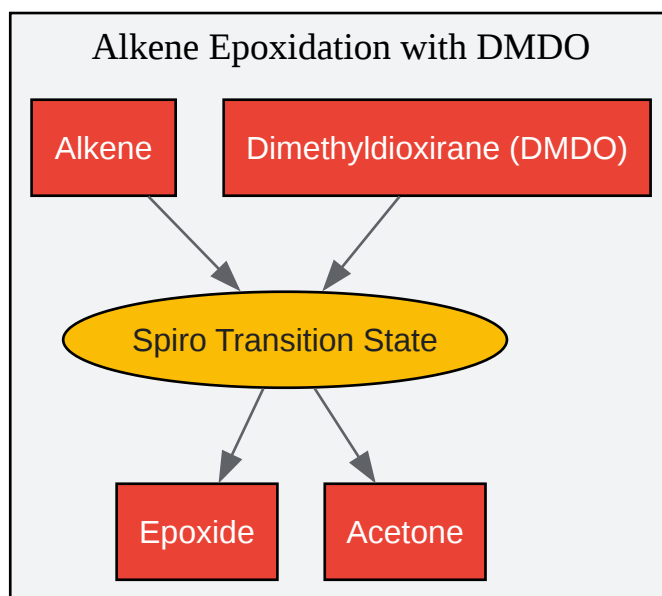 Alkene Epoxidation with DMDO
Alkene
Dimethyldioxirane (DMDO)
Spiro Transition State
Epoxide
Acetone